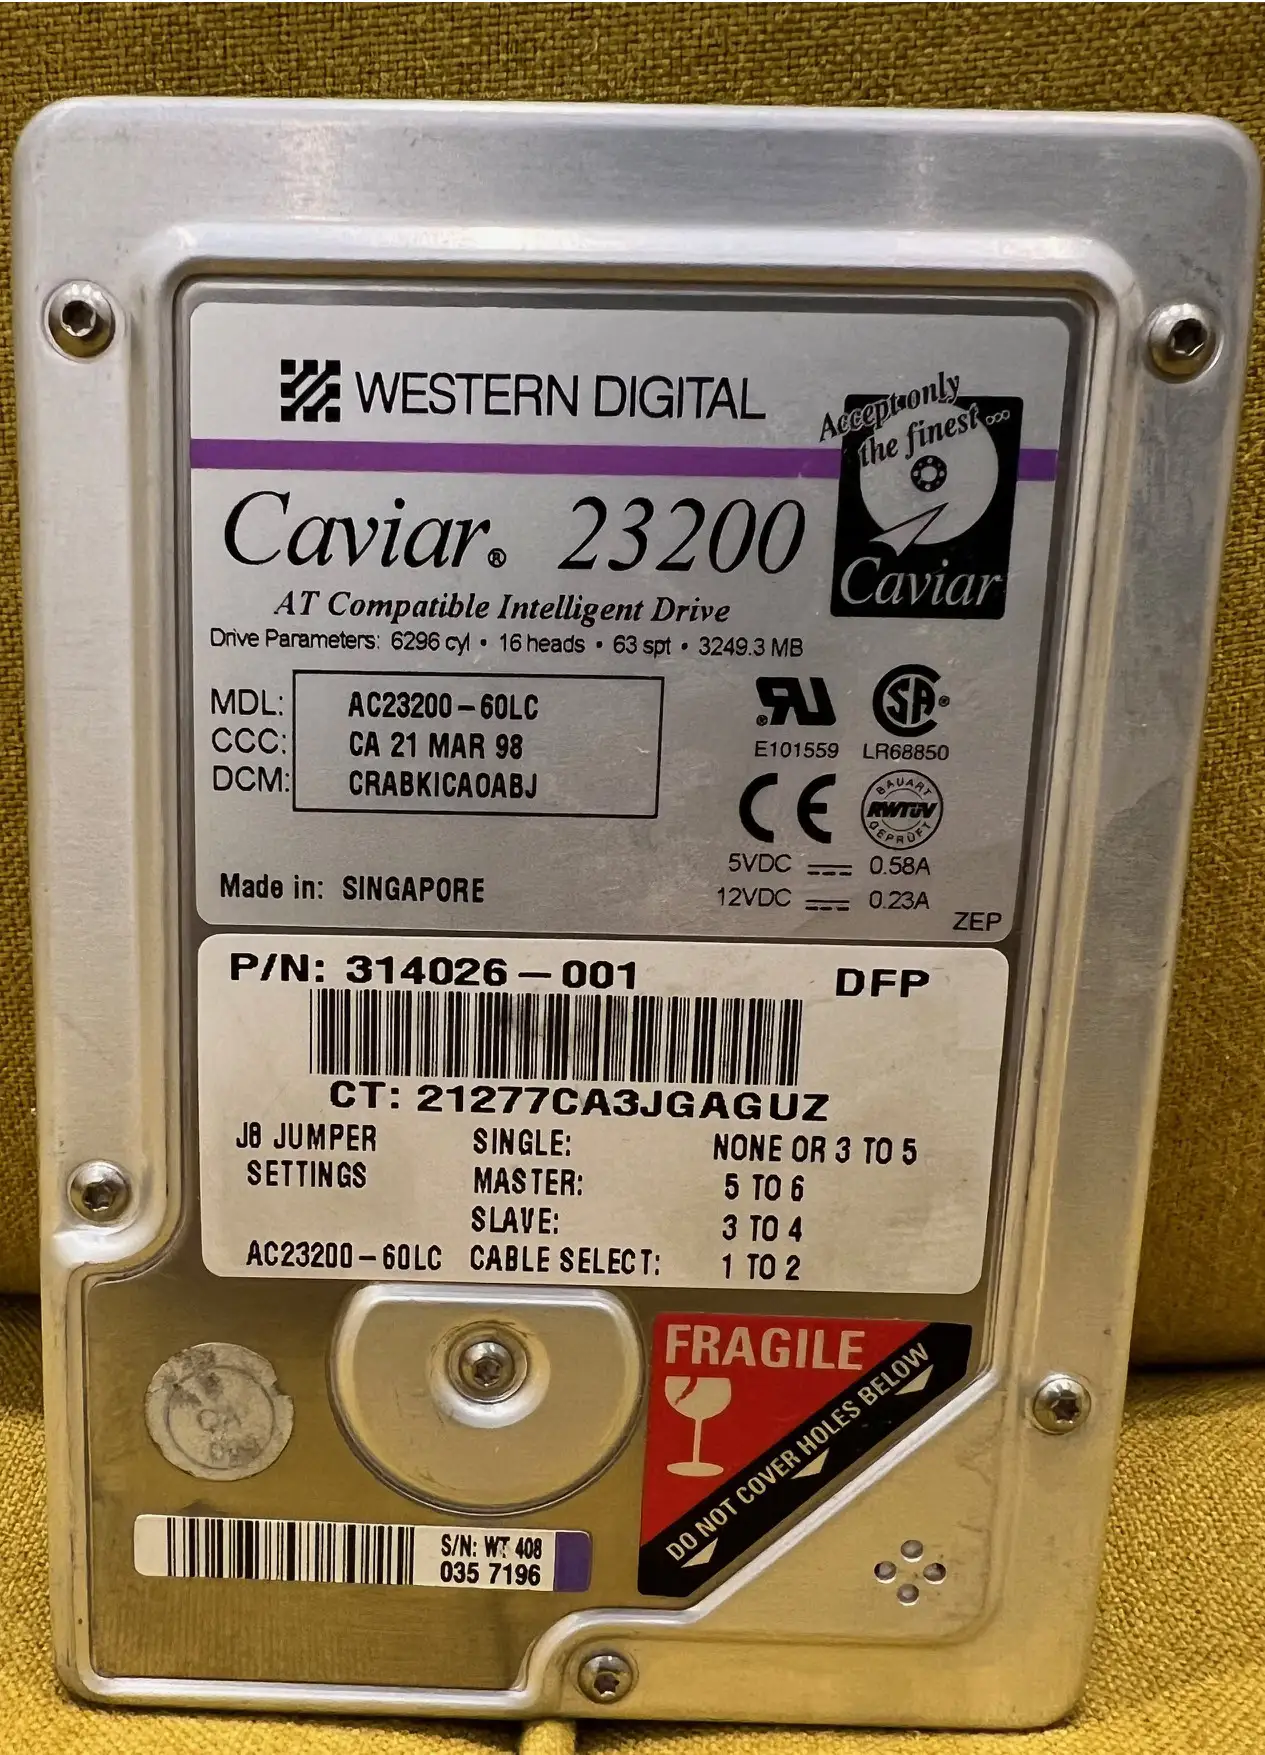 WESTERN DIGITAL
Accept only
the finest...
Caviar® 23200
Caviar
AT Compatible Intelligent Drive
Drive Parameters: 6296 cyl • 16 heads • 63 spt • 3249.3 MB
MDL: AC23200-60LC
CCC: CA 21 MAR 98
DCM: CRABKICAOABJ
E101559 LR68850
CE
BAUART
RWTÜV
GEPRÜFT
5VDC 0.58A
12VDC 0.23A
Made in: SINGAPORE
ZEP
P/N: 314026-001 DFP
CT: 21277CA3JGAGUZ
J8 JUMPER SINGLE: NONE OR 3 TO 5
SETTINGS MASTER: 5 TO 6
SLAVE: 3 TO 4
AC23200-60LC CABLE SELECT: 1 TO 2
FRAGILE
DO NOT COVER HOLES BELOW
S/N: WT 408
035 7196